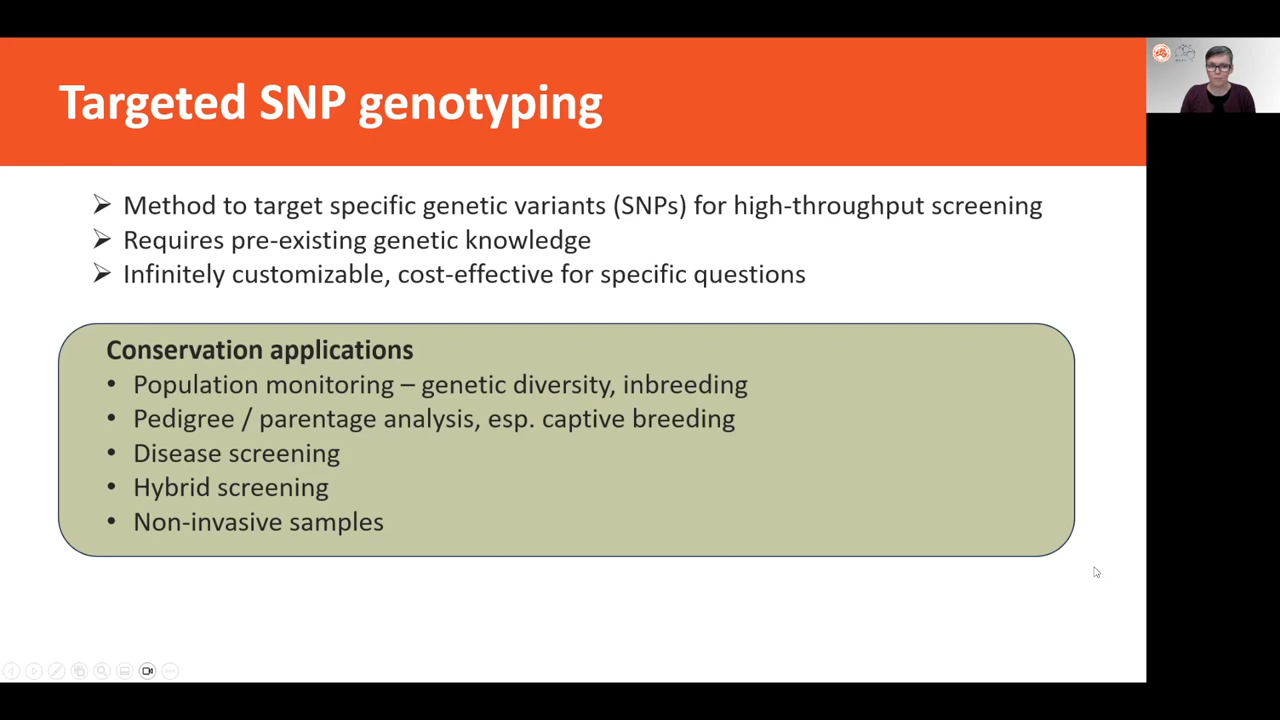 Targeted SNP genotyping
➢ Method to target specific genetic variants (SNPs) for high-throughput screening
➢ Requires pre-existing genetic knowledge
➢ Infinitely customizable, cost-effective for specific questions
Conservation applications
• Population monitoring – genetic diversity, inbreeding
• Pedigree / parentage analysis, esp. captive breeding
• Disease screening
• Hybrid screening
• Non-invasive samples